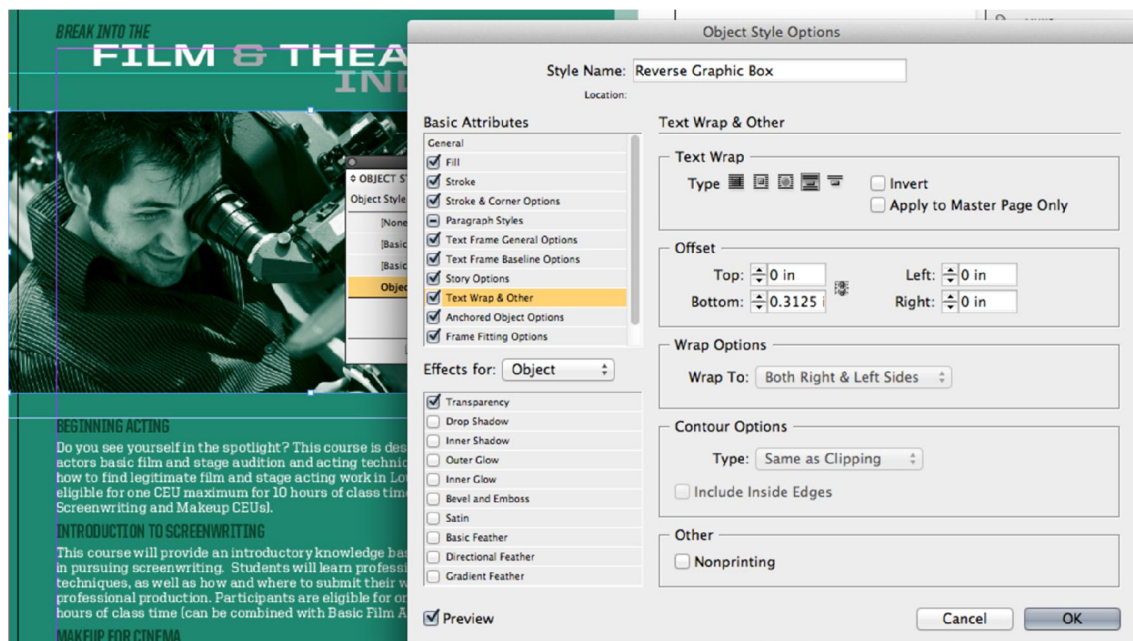 BREAK INTO THE
FILM & THEA
IND
Object Style Options
Style Name: Reverse Graphic Box
Location:
Basic Attributes
General
Fill
Stroke
Stroke & Corner Options
Paragraph Styles
Text Frame General Options
Text Frame Baseline Options
Story Options
Text Wrap & Other
Anchored Object Options
Frame Fitting Options
Effects for: Object
Transparency
Drop Shadow
Inner Shadow
Outer Glow
Inner Glow
Bevel and Emboss
Satin
Basic Feather
Directional Feather
Gradient Feather
Preview
Text Wrap & Other
Text Wrap
Type
Invert
Apply to Master Page Only
Offset
Top: 0 in
Left: 0 in
Bottom: 0.3125 i
Right: 0 in
Wrap Options
Wrap To: Both Right & Left Sides
Contour Options
Type: Same as Clipping
Include Inside Edges
Other
Nonprinting
Cancel
OK
OBJECT ST
Object Style
[None
[Basic
[Basic
Objec
BEGINNING ACTING
Do you see yourself in the spotlight? This course is des
actors basic film and stage audition and acting techniq
how to find legitimate film and stage acting work in Lou
eligible for one CEU maximum for 10 hours of class time
Screenwriting and Makeup CEUs).
INTRODUCTION TO SCREENWRITING
This course will provide an introductory knowledge bas
in pursuing screenwriting. Students will learn professi
techniques, as well as how and where to submit their w
professional production. Participants are eligible for on
hours of class time (can be combined with Basic Film A
MAKEUP FOR CINEMA